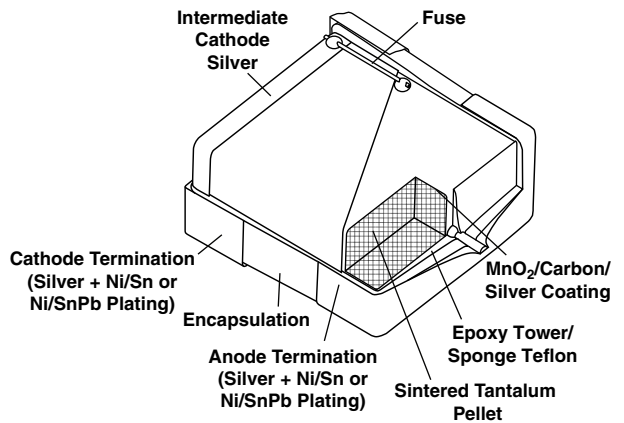 Intermediate
Cathode
Silver
Fuse
Cathode Termination
(Silver + Ni/Sn or
Ni/SnPb Plating)
Encapsulation
Anode Termination
(Silver + Ni/Sn or
Ni/SnPb Plating)
MnO₂/Carbon/
Silver Coating
Epoxy Tower/
Sponge Teflon
Sintered Tantalum
Pellet